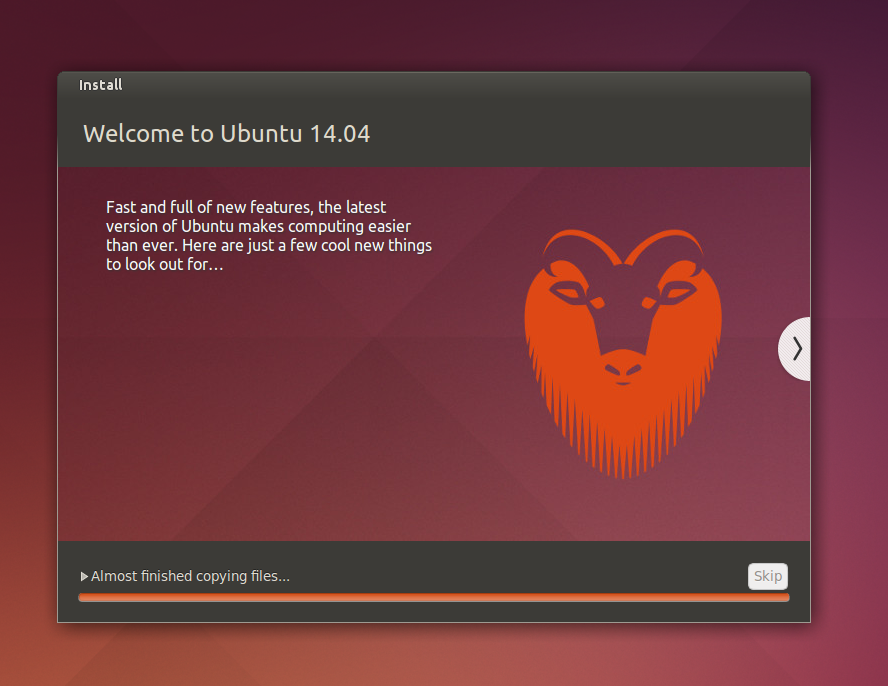 Install
Welcome to Ubuntu 14.04
Fast and full of new features, the latest
version of Ubuntu makes computing easier
than ever. Here are just a few cool new things
to look out for…
Almost finished copying files...
Skip